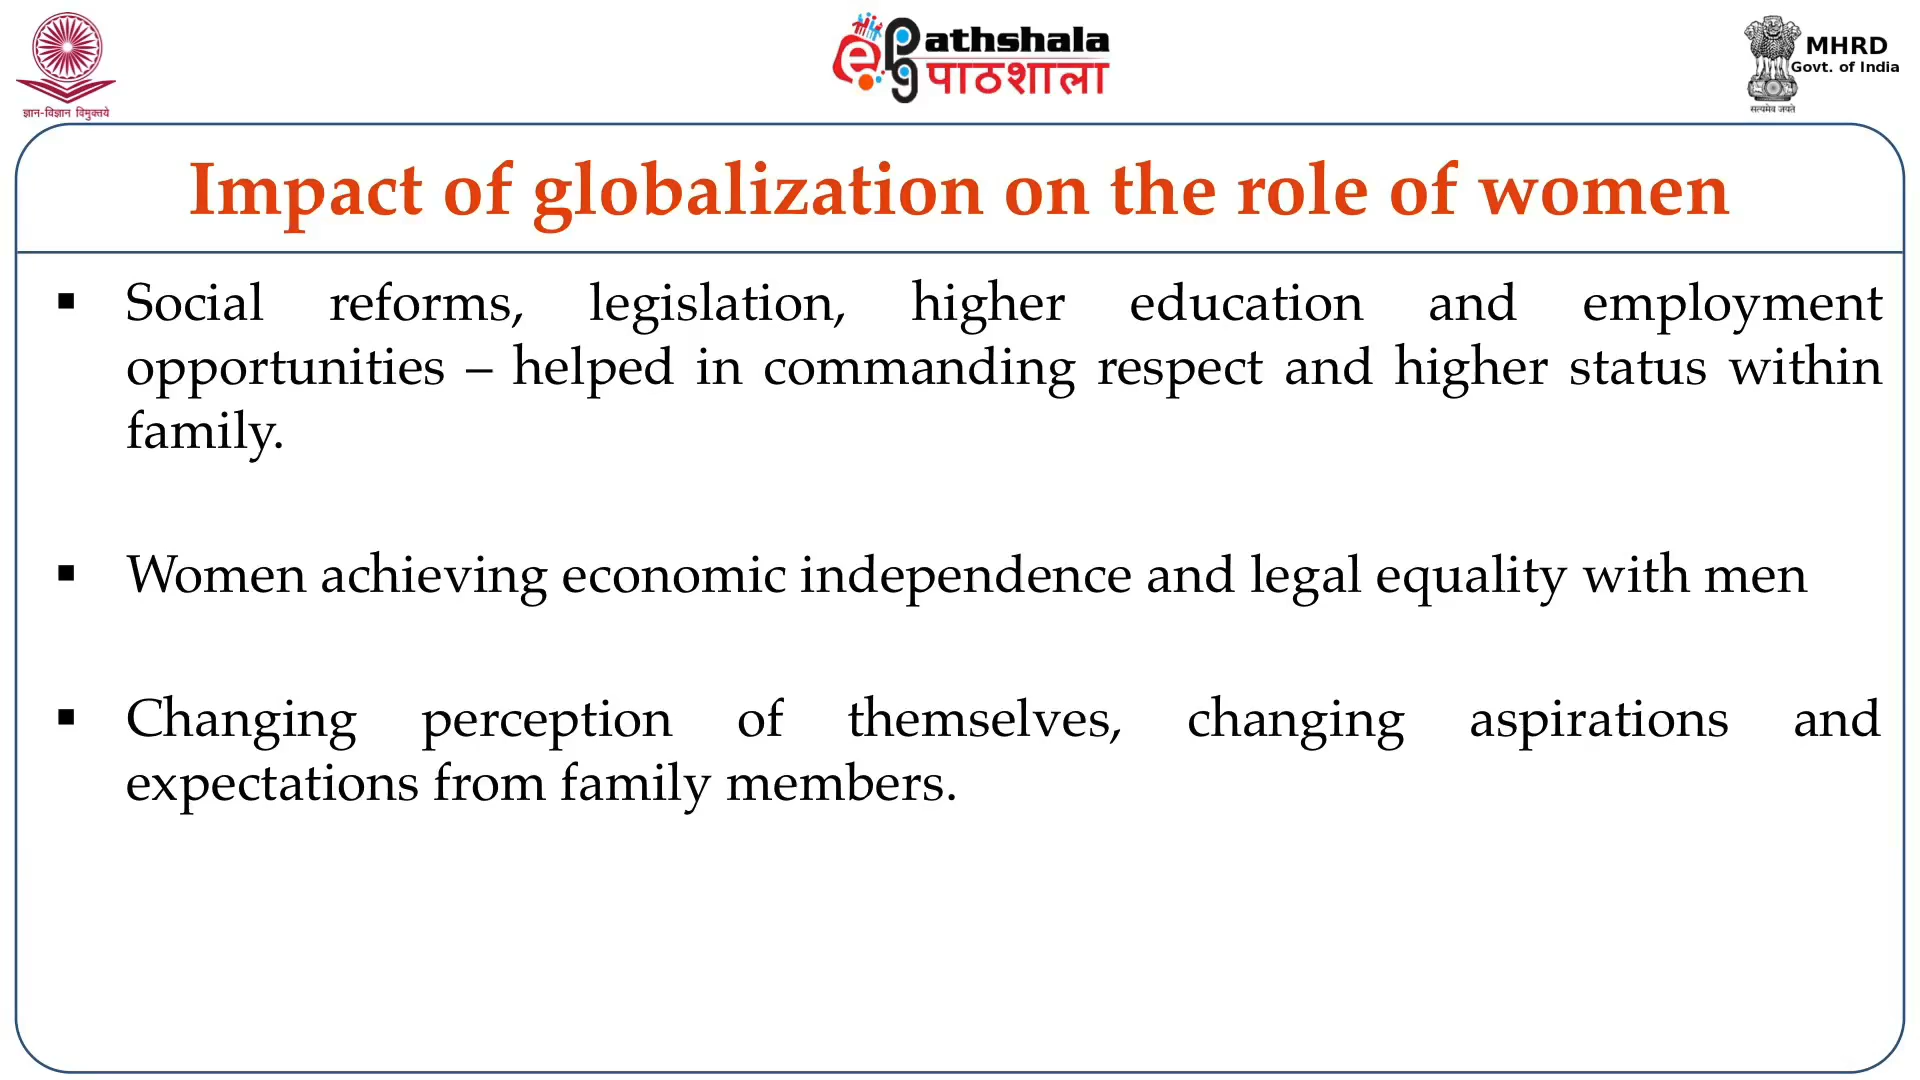 ज्ञान-विज्ञान विमुक्तये
ePG Pathshala
पाठशाला
MHRD
Govt. of India
सत्यमेव जयते
Impact of globalization on the role of women
▪ Social reforms, legislation, higher education and employment
opportunities – helped in commanding respect and higher status within
family.
▪ Women achieving economic independence and legal equality with men
▪ Changing perception of themselves, changing aspirations and
expectations from family members.